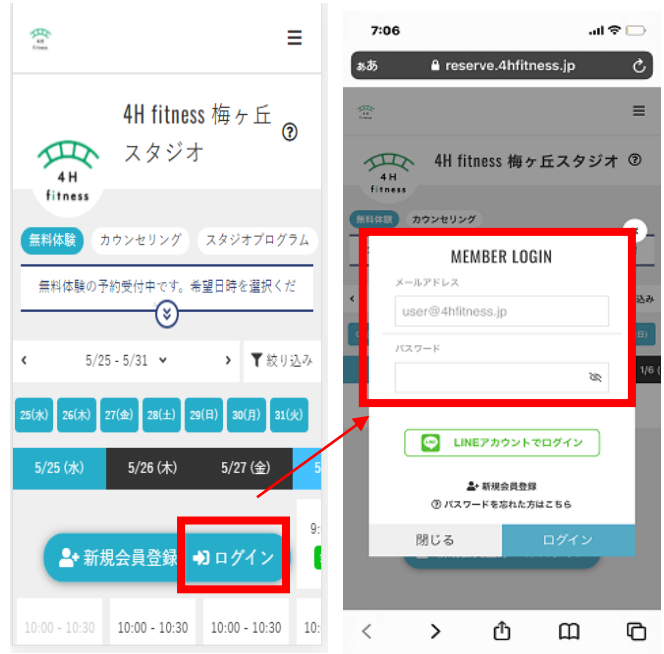 4H
fitness
4H fitness 梅ヶ丘
スタジオ
4H
fitness
無料体験 カウンセリング スタジオプログラム
無料体験の予約受付中です。希望日時を選択くだ
5/25 - 5/31 絞り込み
25(水) 26(木) 27(金) 28(土) 29(日) 30(月) 31(火)
5/25 (水) 5/26 (木) 5/27 (金) 5
9:
新規会員登録 ログイン
10:00 - 10:30 10:00 - 10:30 10:00 - 10:30 10:
7:06
ぁあ reserve.4hfitness.jp
4H fitness 梅ヶ丘スタジオ
4H
fitness
無料体験 カウンセリング
込み
日)
1/6 (
MEMBER LOGIN
メールアドレス
user@4hfitness.jp
パスワード
LINEアカウントでログイン
新規会員登録
パスワードを忘れた方はこちら
閉じる ログイン